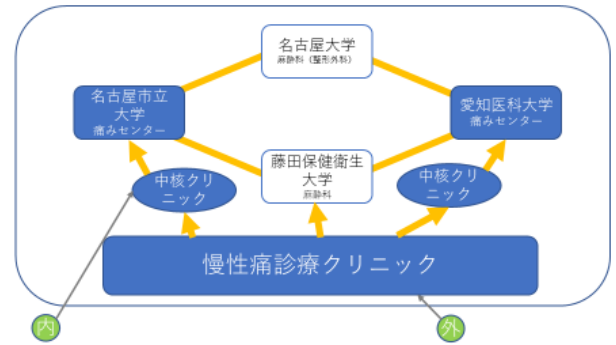 名古屋大学
麻酔科（整形外科）
名古屋市立
大学
痛みセンター
愛知医科大学
痛みセンター
藤田保健衛生
大学
麻酔科
中核クリ
ニック
中核クリ
ニック
慢性痛診療クリニック
内
外